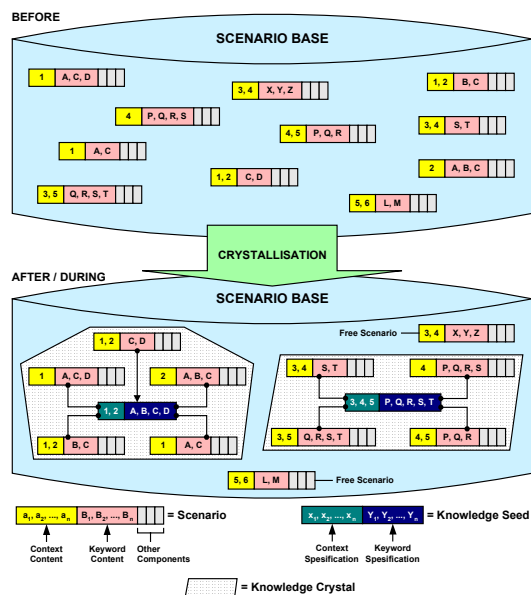 BEFORE
SCENARIO BASE
1 A, C, D
3, 4 X, Y, Z
1, 2 B, C
4 P, Q, R, S
3, 4 S, T
4, 5 P, Q, R
1 A, C
2 A, B, C
1, 2 C, D
3, 5 Q, R, S, T
5, 6 L, M
CRYSTALLISATION
AFTER / DURING
SCENARIO BASE
Free Scenario 3, 4 X, Y, Z
1, 2 C, D
3, 4 S, T
4 P, Q, R, S
1 A, C, D
2 A, B, C
1, 2 A, B, C, D
3, 4, 5 P, Q, R, S, T
1, 2 B, C
1 A, C
3, 5 Q, R, S, T
4, 5 P, Q, R
5, 6 L, M Free Scenario
a1, a2, ..., an B1, B2, ..., Bn = Scenario
x1, x2, ..., xn Y1, Y2, ..., Yn = Knowledge Seed
Context Content
Keyword Content
Other Components
Context Spesification
Keyword Spesification
= Knowledge Crystal